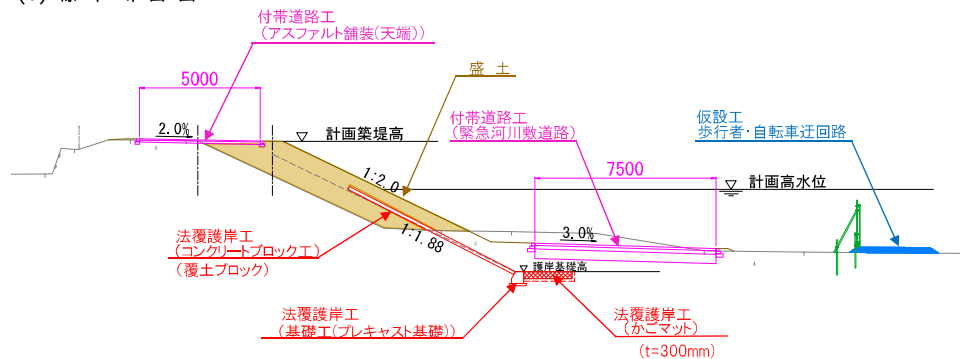 付帯道路工
(アスファルト舗装(天端))
5000
2.0%
計画築堤高
盛 土
付帯道路工
(緊急河川敷道路)
仮設工
歩行者・自転車迂回路
7500
計画高水位
1:2.0
1:1.88
3.0%
法覆護岸工
(コンクリートブロック工)
(覆土ブロック)
護岸基礎高
法覆護岸工
(基礎工(プレキャスト基礎))
法覆護岸工
(かごマット)
(t=300mm)